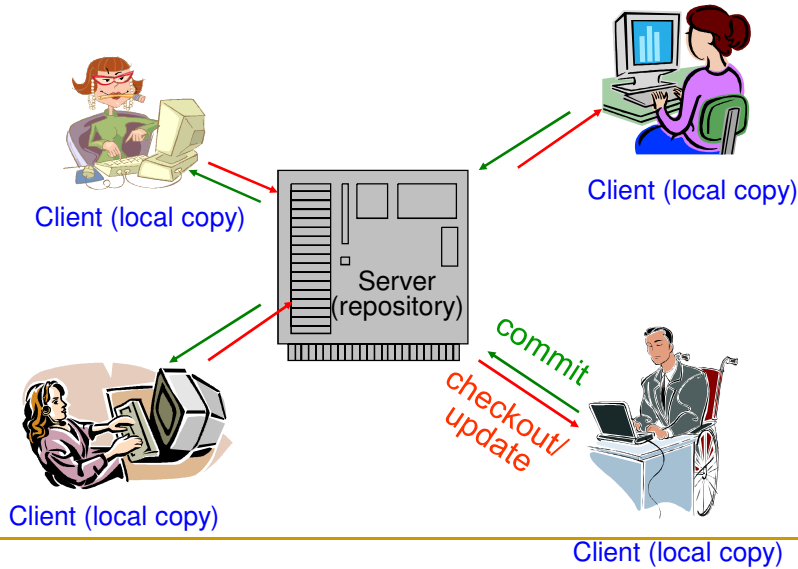 Client (local copy)
Client (local copy)
Server
(repository)
commit
checkout/
update
Client (local copy)
Client (local copy)